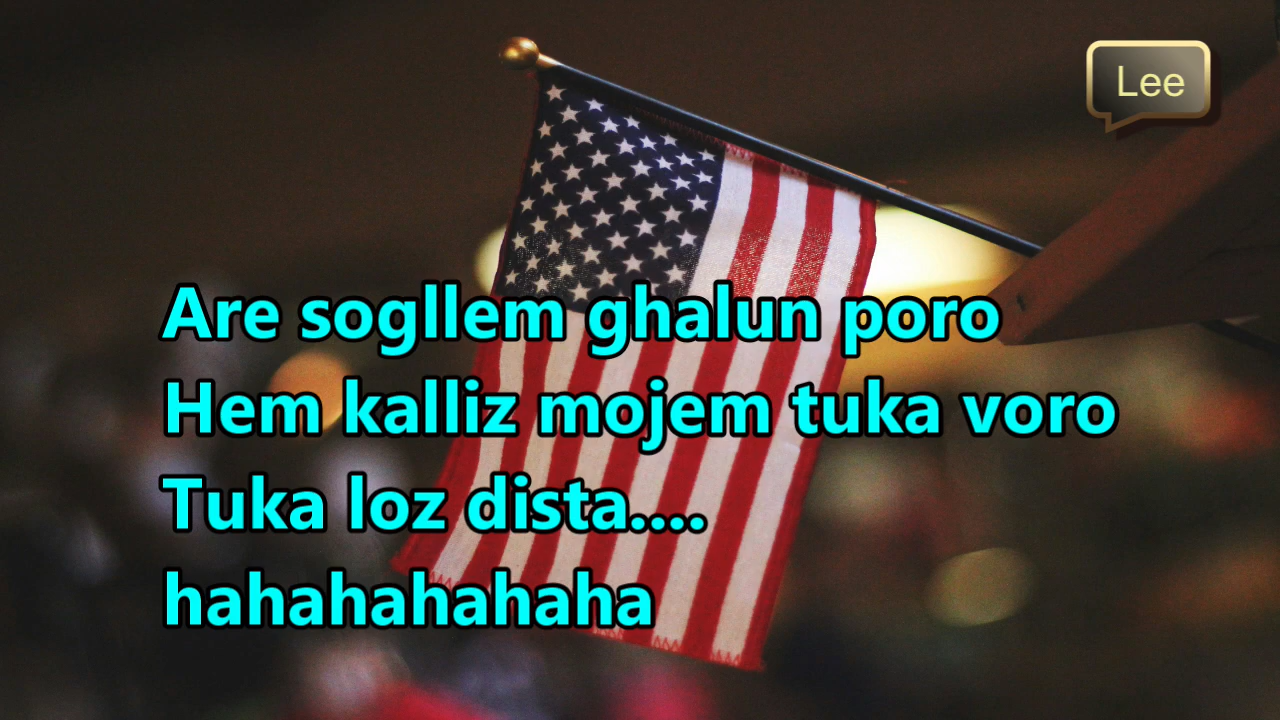 Lee
Are sogllem ghalun poro
Hem kalliz mojem tuka voro
Tuka loz dista....
hahahahahaha